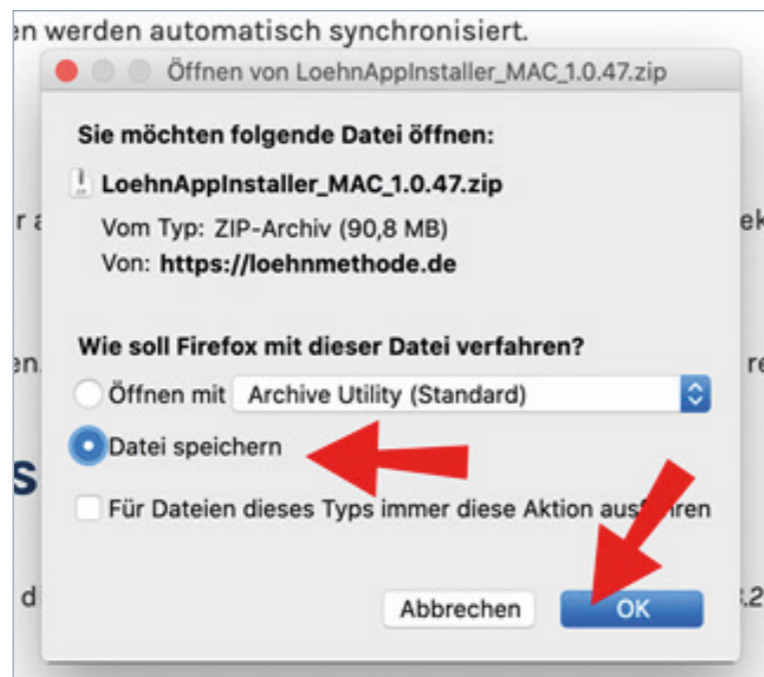 en werden automatisch synchronisiert.
Öffnen von LoehnAppInstaller_MAC_1.0.47.zip
Sie möchten folgende Datei öffnen:
LoehnAppInstaller_MAC_1.0.47.zip
Vom Typ: ZIP-Archiv (90,8 MB)
Von: https://loehnmethode.de
Wie soll Firefox mit dieser Datei verfahren?
Öffnen mit Archive Utility (Standard)
Datei speichern
Für Dateien dieses Typs immer diese Aktion ausführen
Abbrechen OK